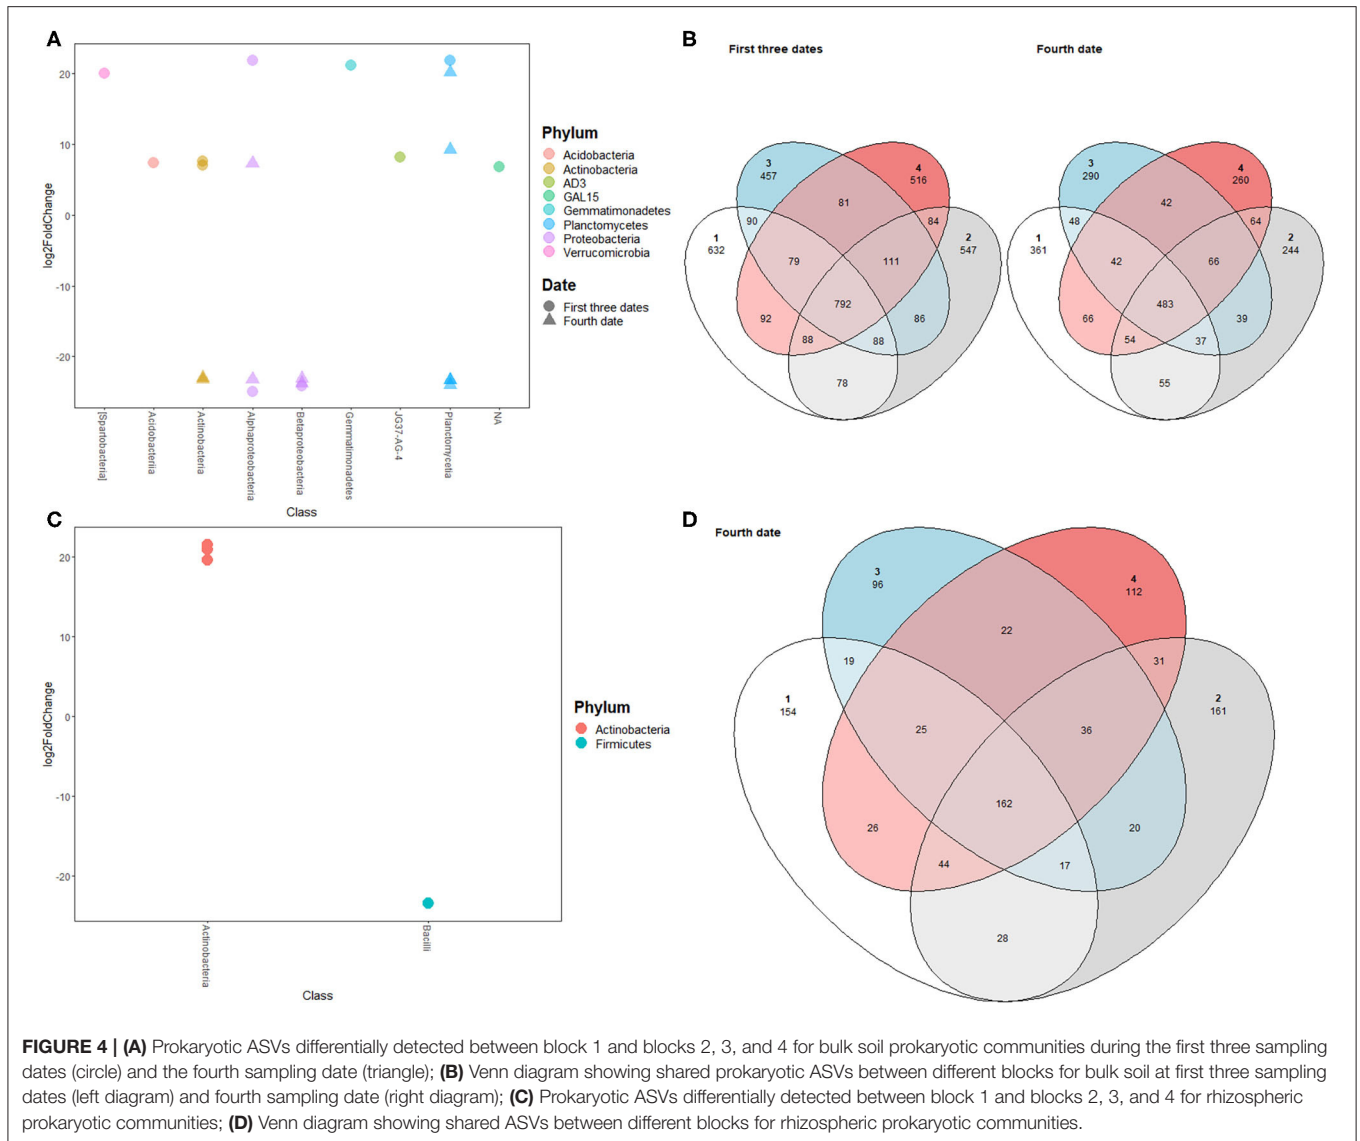 A
log2FoldChange
20
10
0
-10
-20
[Spartobacteria]
Acidobacteriia
Actinobacteria
Alphaproteobacteria
Betaproteobacteria
Gemmatimonadetes
JG37-AG-4
Planctomycetia
NA
Class
Phylum
Acidobacteria
Actinobacteria
AD3
GAL15
Gemmatimonadetes
Planctomycetes
Proteobacteria
Verrucomicrobia
Date
First three dates
Fourth date
B
First three dates
3
457
4
516
81
90
84
1
632
2
547
79
111
792
92
86
88
88
78
Fourth date
3
290
4
260
42
48
64
1
361
2
244
42
66
483
66
39
54
37
55
C
log2FoldChange
20
10
0
-10
-20
Actinobacteria
Bacilli
Class
Phylum
Actinobacteria
Firmicutes
D
Fourth date
3
96
4
112
22
19
31
1
154
2
161
25
36
162
26
20
44
17
28
FIGURE 4 | (A) Prokaryotic ASVs differentially detected between block 1 and blocks 2, 3, and 4 for bulk soil prokaryotic communities during the first three sampling
dates (circle) and the fourth sampling date (triangle); (B) Venn diagram showing shared prokaryotic ASVs between different blocks for bulk soil at first three sampling
dates (left diagram) and fourth sampling date (right diagram); (C) Prokaryotic ASVs differentially detected between block 1 and blocks 2, 3, and 4 for rhizospheric
prokaryotic communities; (D) Venn diagram showing shared ASVs between different blocks for rhizospheric prokaryotic communities.